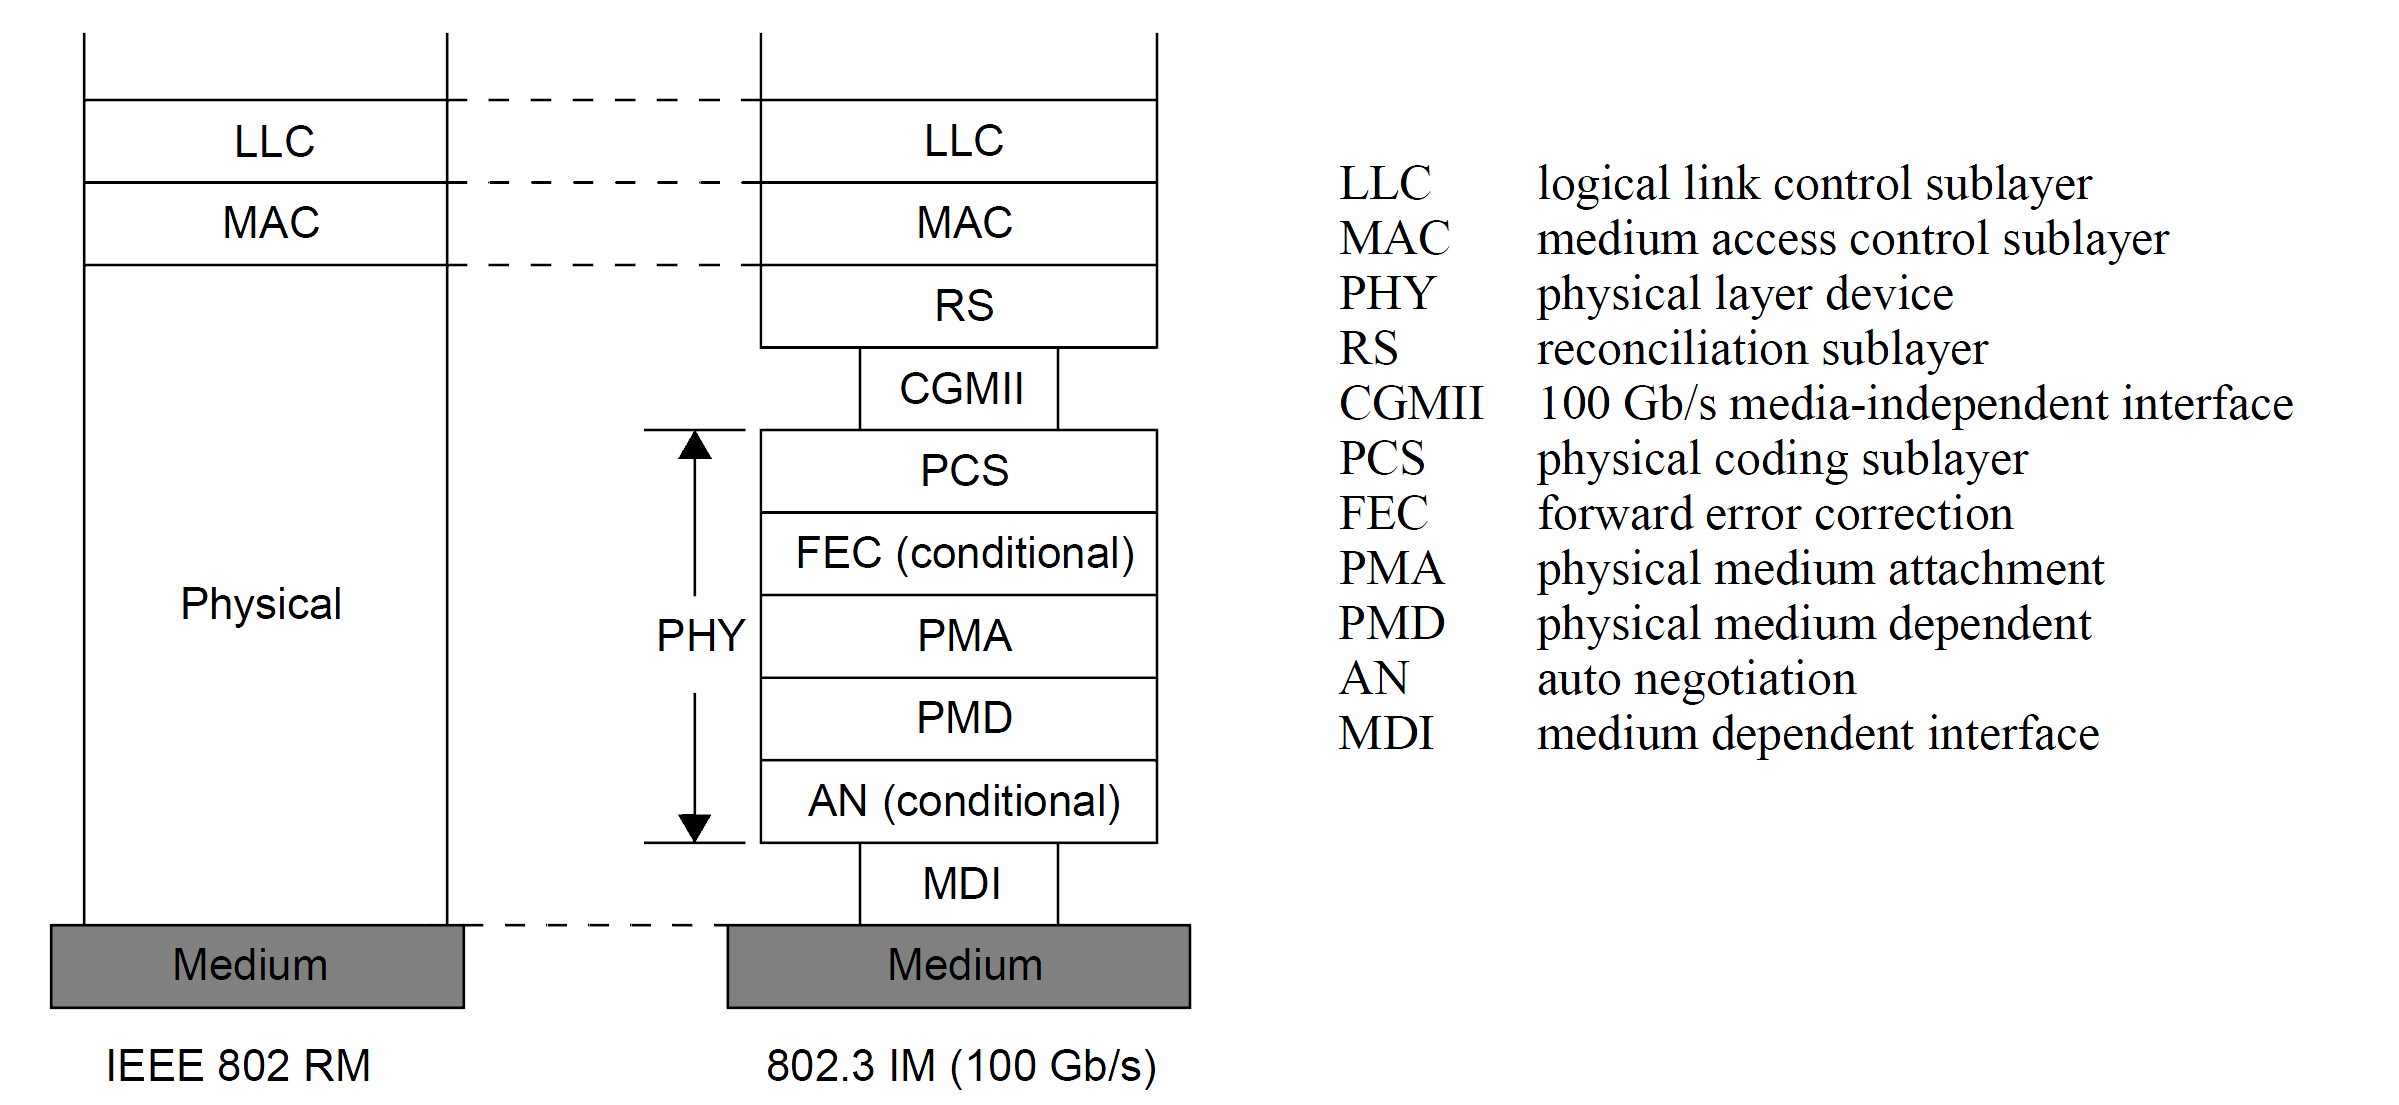 LLC
MAC
Physical
Medium
IEEE 802 RM
LLC
MAC
RS
CGMII
PHY
PCS
FEC (conditional)
PMA
PMD
AN (conditional)
MDI
Medium
802.3 IM (100 Gb/s)
LLC logical link control sublayer
MAC medium access control sublayer
PHY physical layer device
RS reconciliation sublayer
CGMII 100 Gb/s media-independent interface
PCS physical coding sublayer
FEC forward error correction
PMA physical medium attachment
PMD physical medium dependent
AN auto negotiation
MDI medium dependent interface